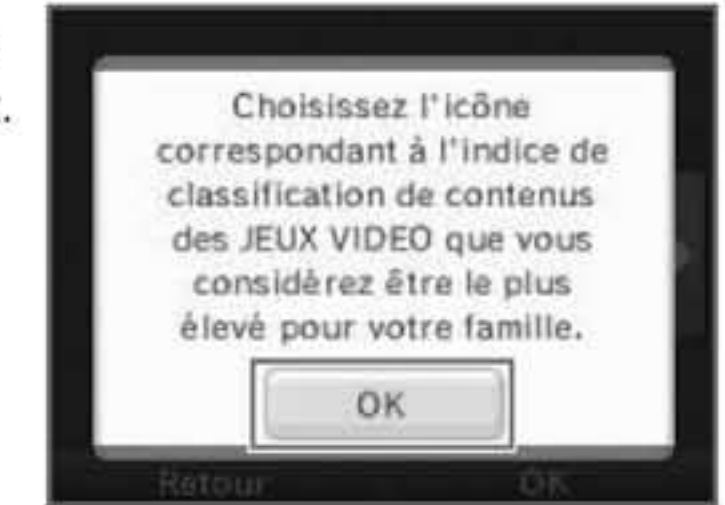 Choisissez l'icône
correspondant à l'indice de
classification de contenus
des JEUX VIDEO que vous
considérez être le plus
élevé pour votre famille.
OK
Retour OK